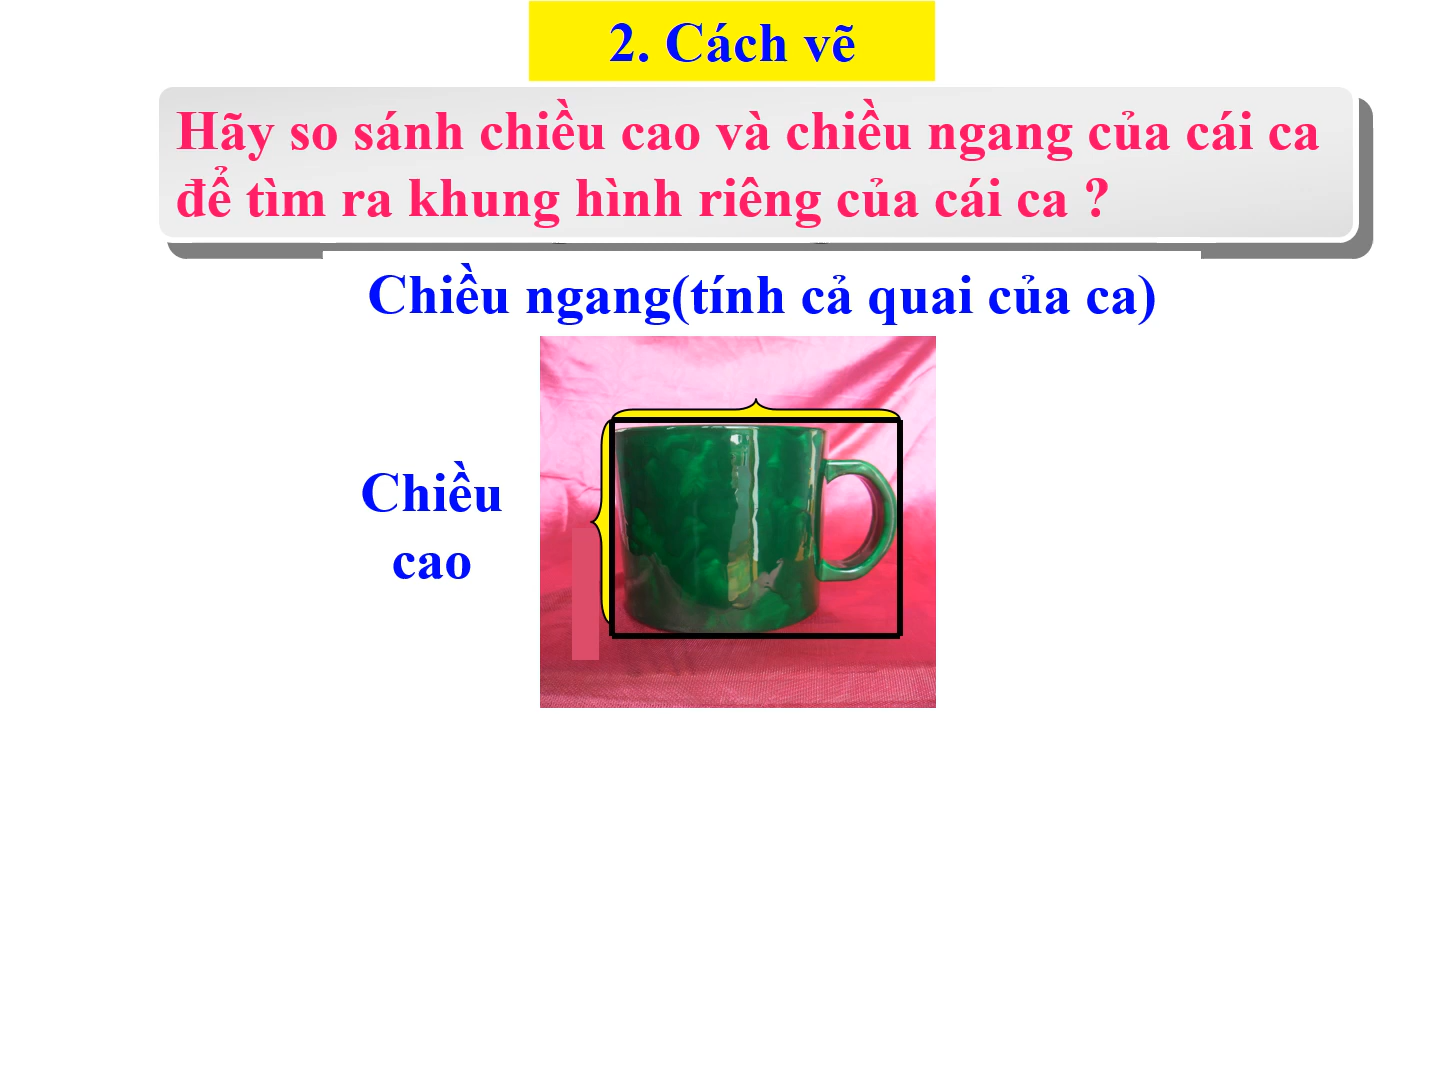 2. Cách vẽ
Hãy so sánh chiều cao và chiều ngang của cái ca
để tìm ra khung hình riêng của cái ca ?
Chiều ngang(tính cả quai của ca)
Chiều
cao